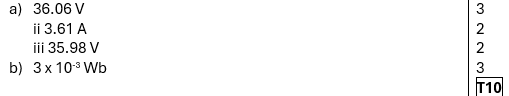 a) 36.06 V 3
ii 3.61 A 2
iii 35.98 V 2
b) 3 x 10⁻³ Wb 3
T10